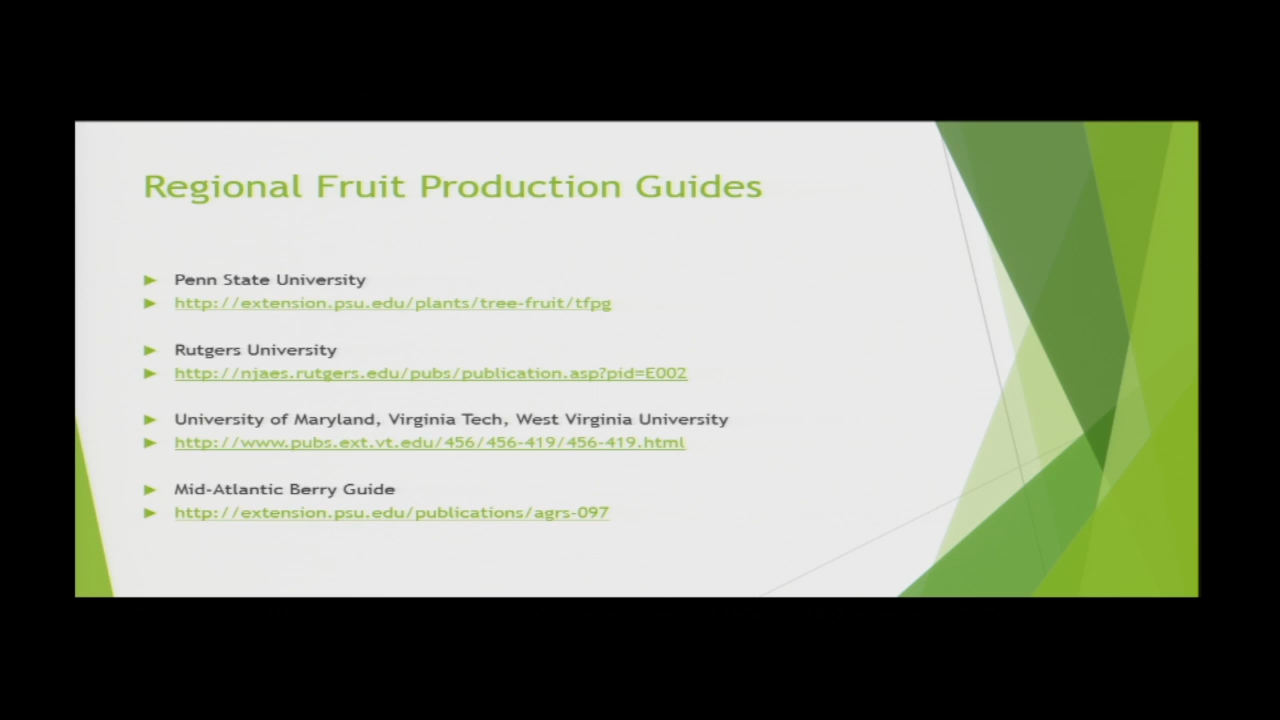 Regional Fruit Production Guides
Penn State University
http://extension.psu.edu/plants/tree-fruit/tfpg
Rutgers University
http://njaes.rutgers.edu/pubs/publication.asp?pid=E002
University of Maryland, Virginia Tech, West Virginia University
http://www.pubs.ext.vt.edu/456/456-419/456-419.html
Mid-Atlantic Berry Guide
http://extension.psu.edu/publications/agrs-097